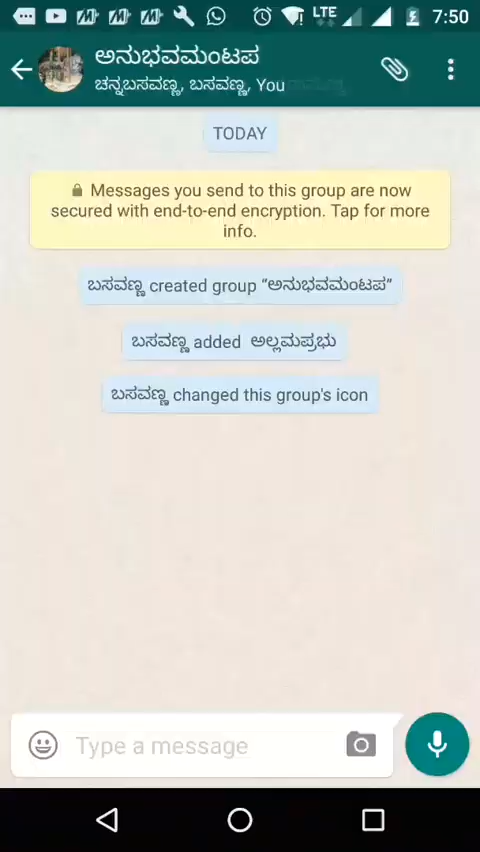 LTE 7:50
ಅನುಭವಮಂಟಪ
ಚನ್ನಬಸವಣ್ಣ, ಬಸವಣ್ಣ, You
TODAY
Messages you send to this group are now
secured with end-to-end encryption. Tap for more
info.
ಬಸವಣ್ಣ created group “ಅನುಭವಮಂಟಪ”
ಬಸವಣ್ಣ added ಅಲ್ಲಮಪ್ರಭು
ಬಸವಣ್ಣ changed this group's icon
Type a message